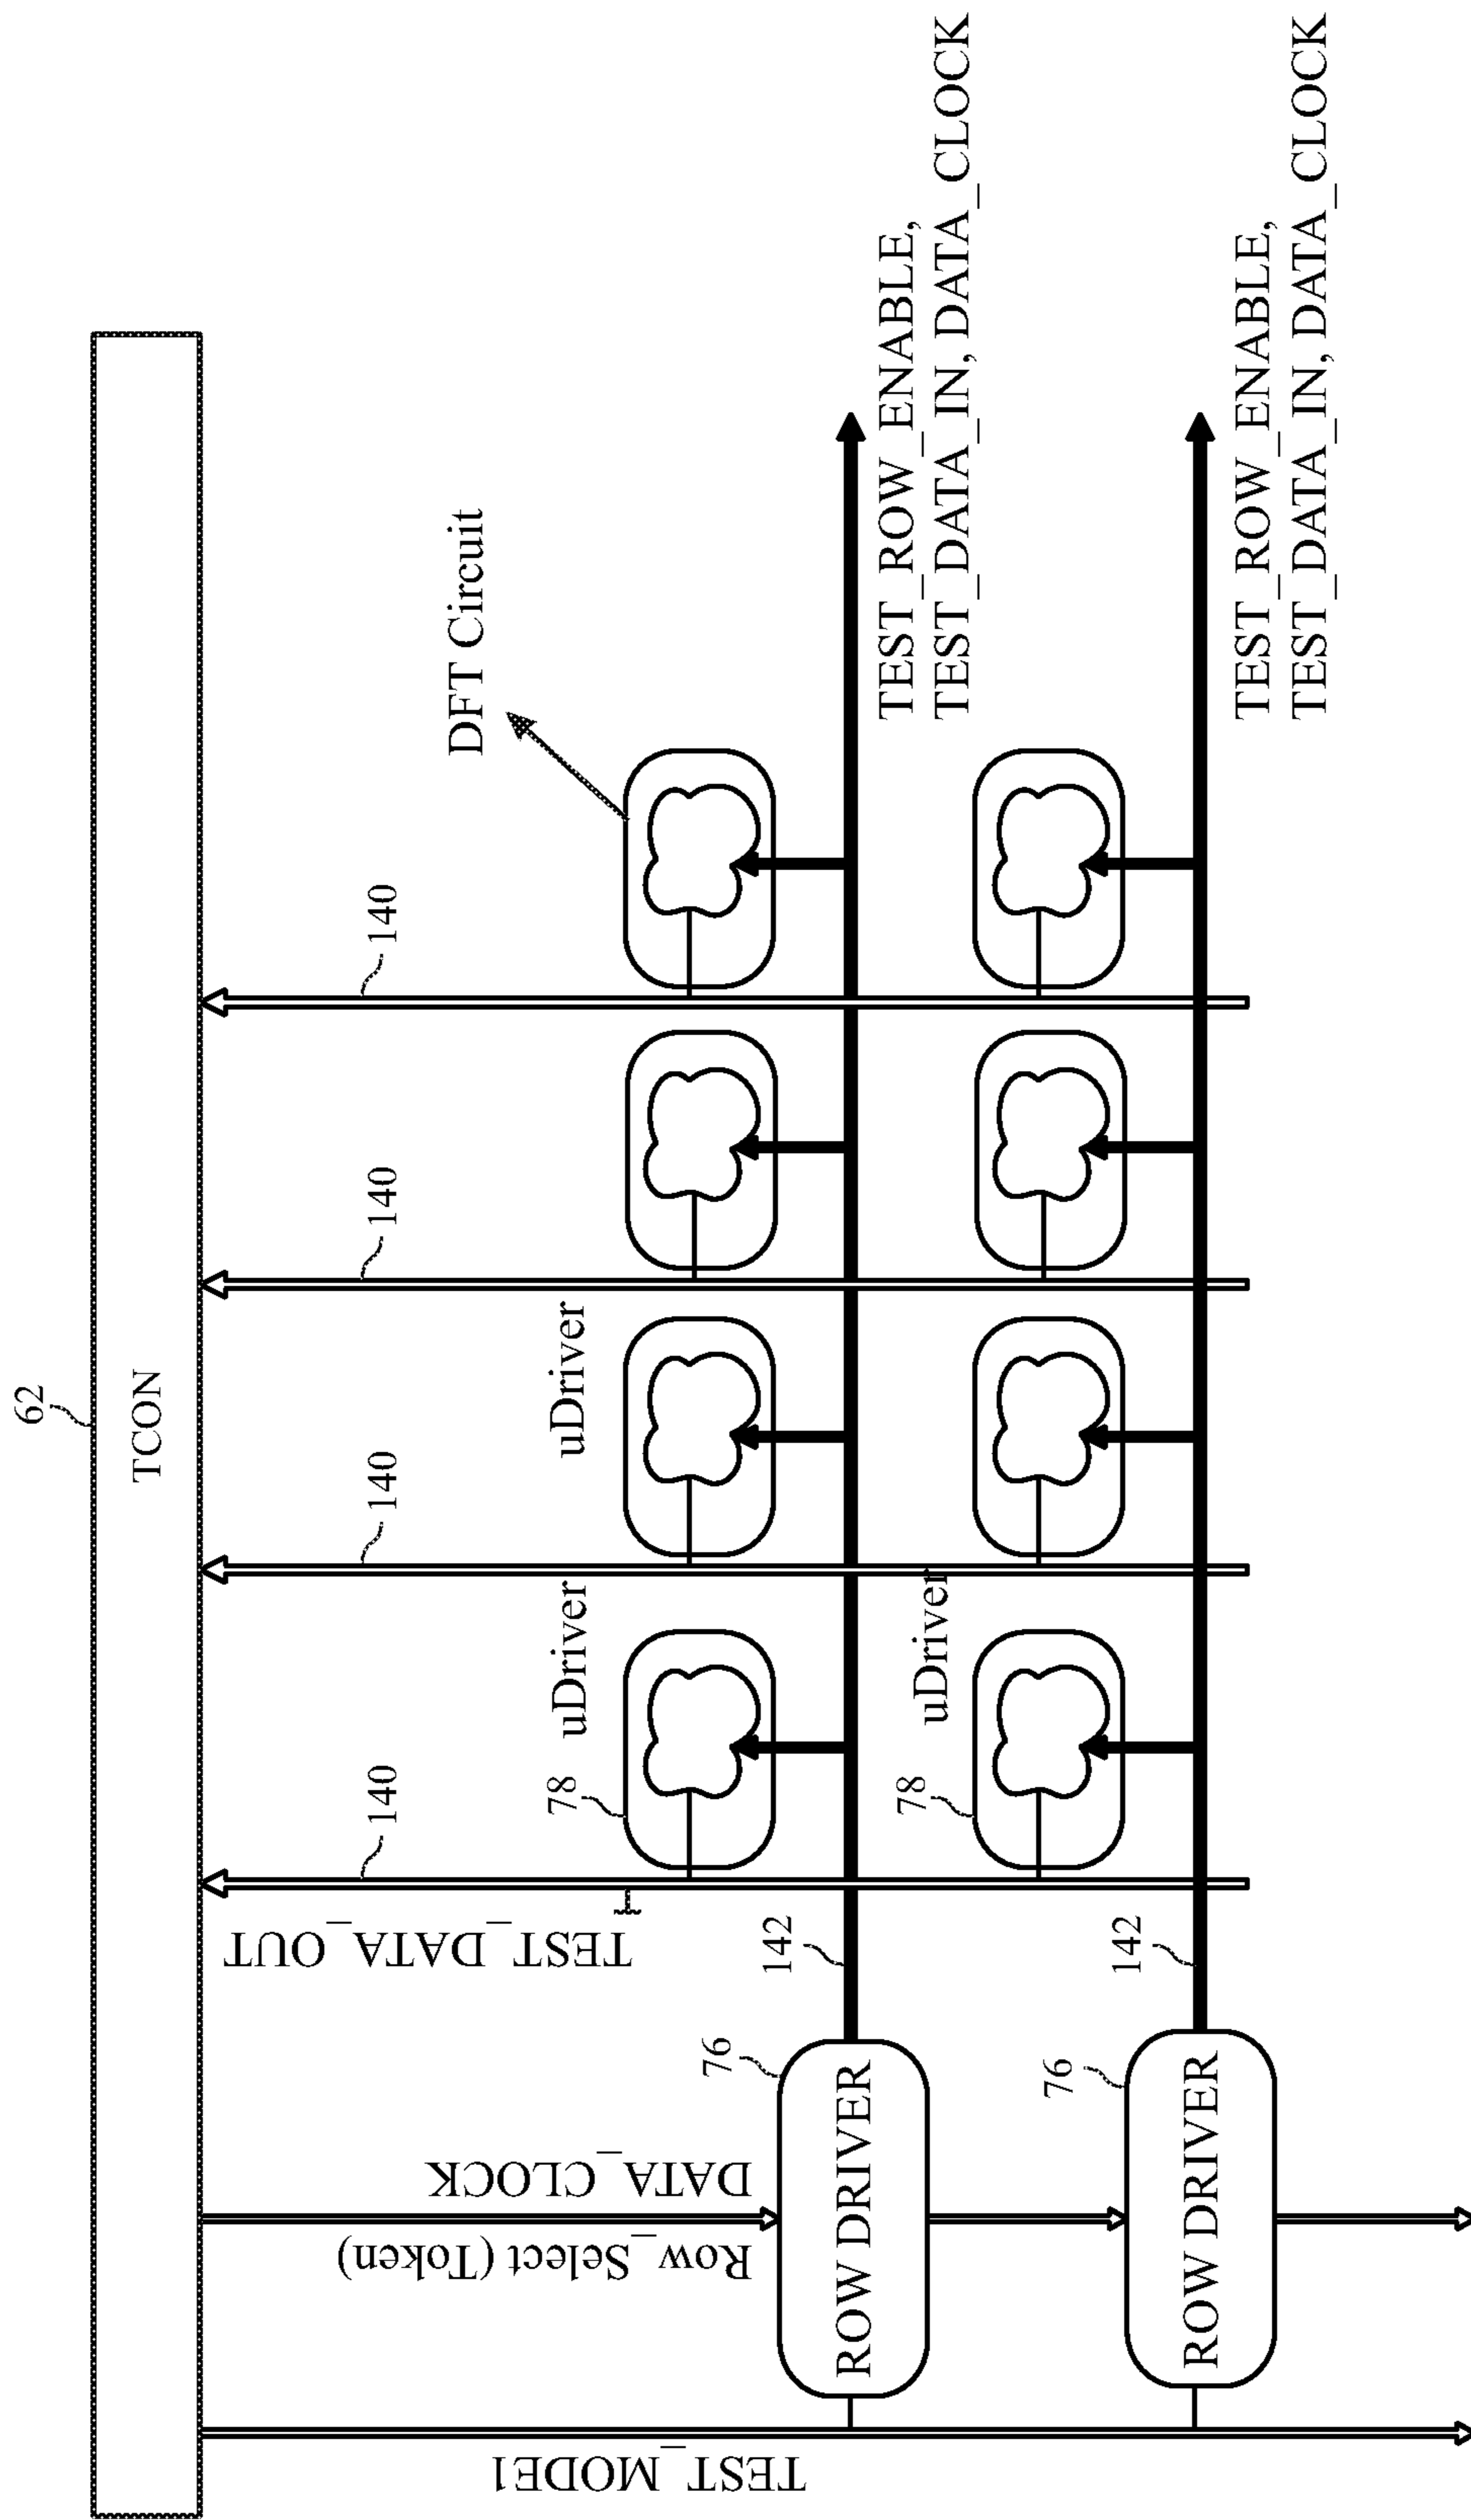 62
TCON
TEST_MODE1
Row_Select (Token)
DATA_CLOCK
TEST_DATA_OUT
140
140
140
140
DFT Circuit
78
uDriver
uDriver
76
ROW DRIVER
142
TEST_ROW_ENABLE,
TEST_DATA_IN, DATA_CLOCK
78
uDriver
76
ROW DRIVER
142
TEST_ROW_ENABLE,
TEST_DATA_IN, DATA_CLOCK